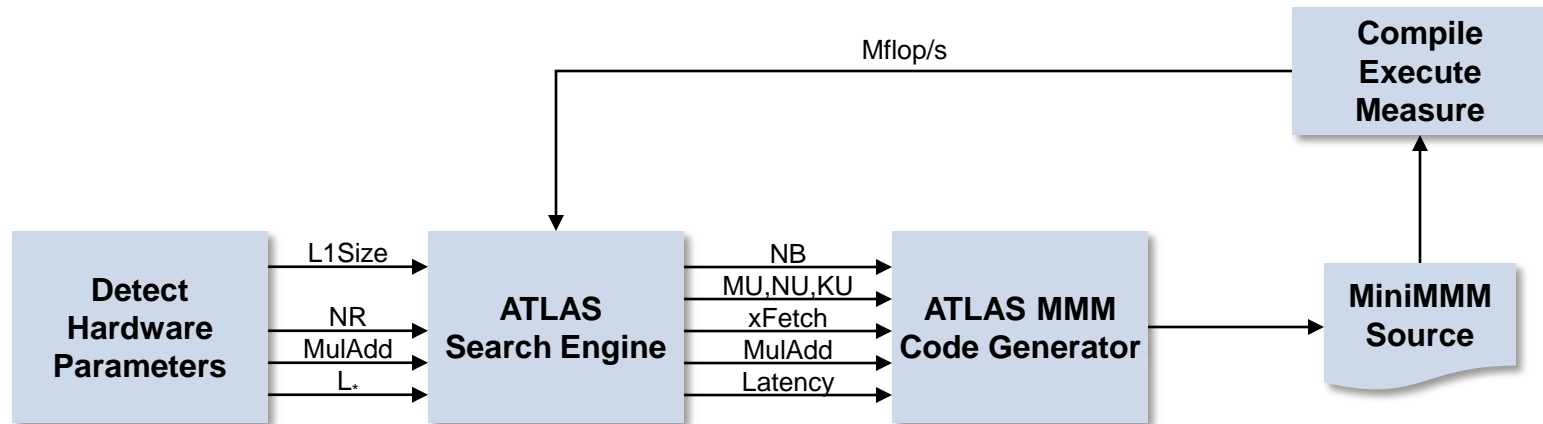 Mflop/s
Compile
Execute
Measure
Detect
Hardware
Parameters
L1Size
NR
MulAdd
L*
ATLAS
Search Engine
NB
MU,NU,KU
xFetch
MulAdd
Latency
ATLAS MMM
Code Generator
MiniMMM
Source